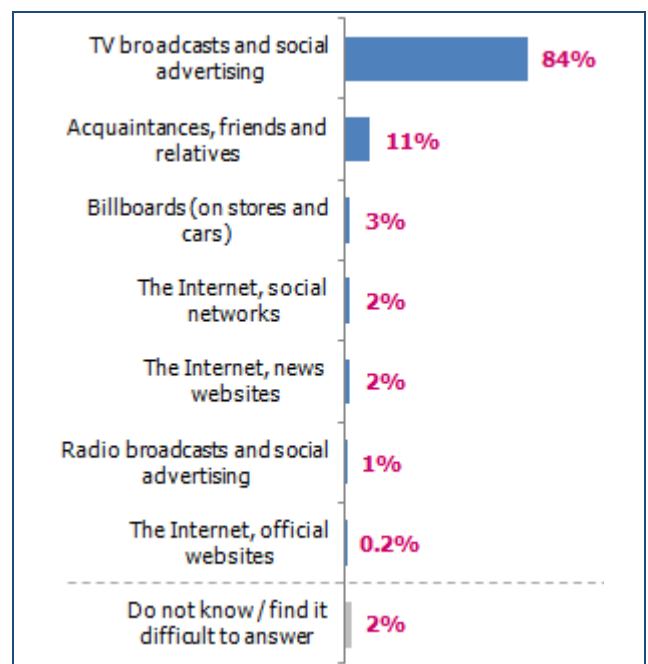 TV broadcasts and social
advertising
84%
Acquaintances, friends and
relatives
11%
Billboards (on stores and
cars)
3%
The Internet, social
networks
2%
The Internet, news
websites
2%
Radio broadcasts and social
advertising
1%
The Internet, official
websites
0.2%
Do not know / find it
difficult to answer
2%